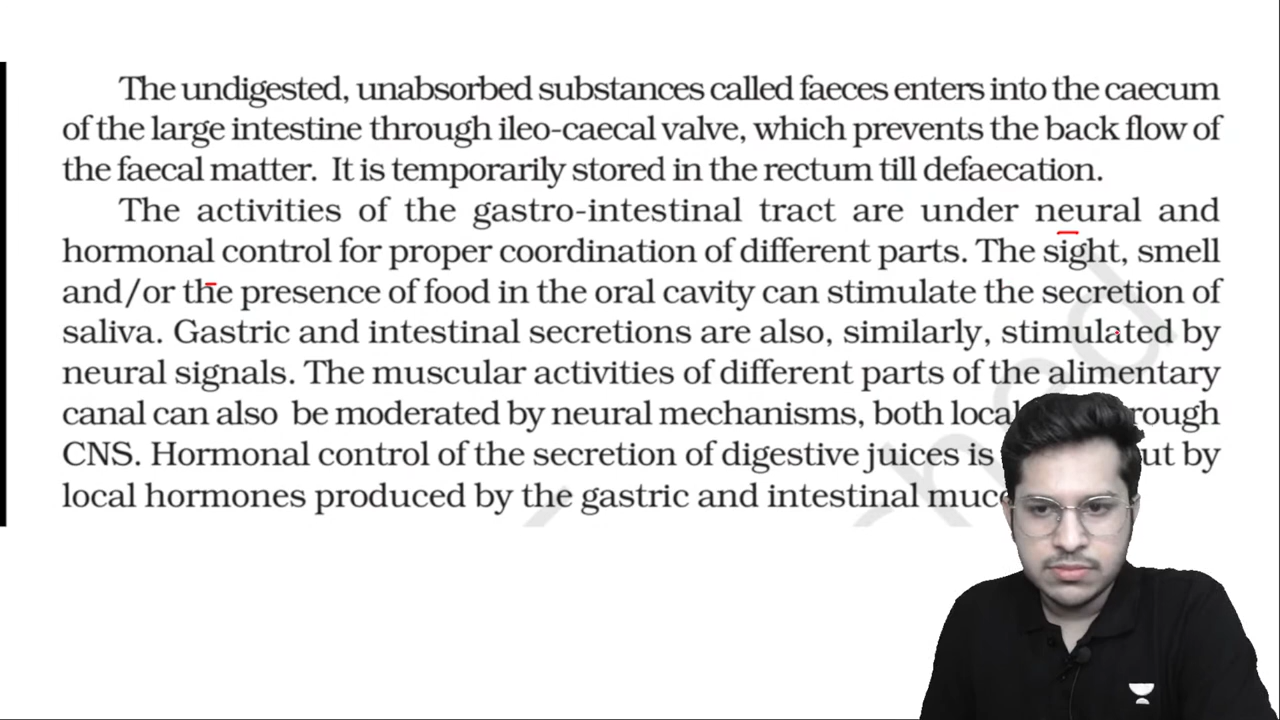 The undigested, unabsorbed substances called faeces enters into the caecum
of the large intestine through ileo-caecal valve, which prevents the back flow of
the faecal matter. It is temporarily stored in the rectum till defaecation.
The activities of the gastro-intestinal tract are under neural and
hormonal control for proper coordination of different parts. The sight, smell
and/or the presence of food in the oral cavity can stimulate the secretion of
saliva. Gastric and intestinal secretions are also, similarly, stimulated by
neural signals. The muscular activities of different parts of the alimentary
canal can also be moderated by neural mechanisms, both local
CNS. Hormonal control of the secretion of digestive juices is by
local hormones produced by the gastric and intestinal